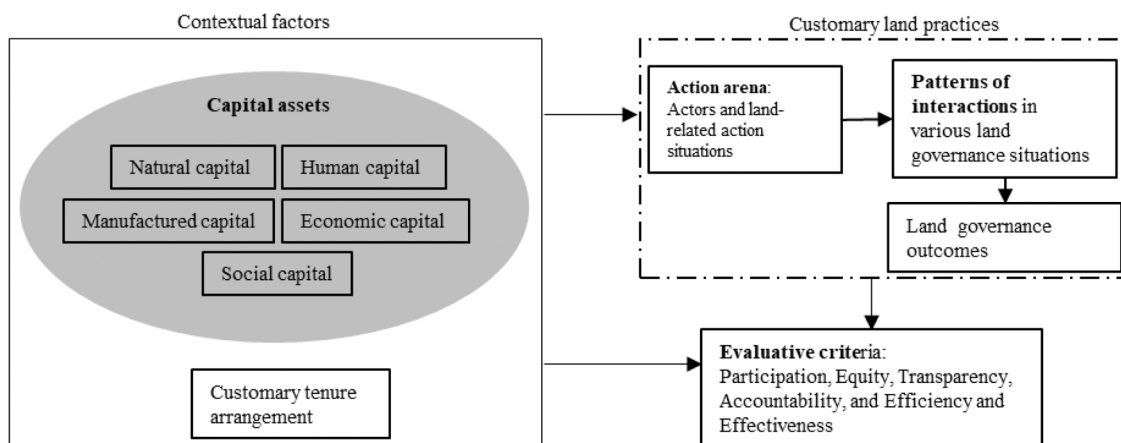 Contextual factors
Capital assets
Natural capital
Human capital
Manufactured capital
Economic capital
Social capital
Customary tenure
arrangement
Customary land practices
Action arena:
Actors and land-
related action
situations
Patterns of
interactions in
various land
governance situations
Land governance
outcomes
Evaluative criteria:
Participation, Equity, Transparency,
Accountability, and Efficiency and
Effectiveness